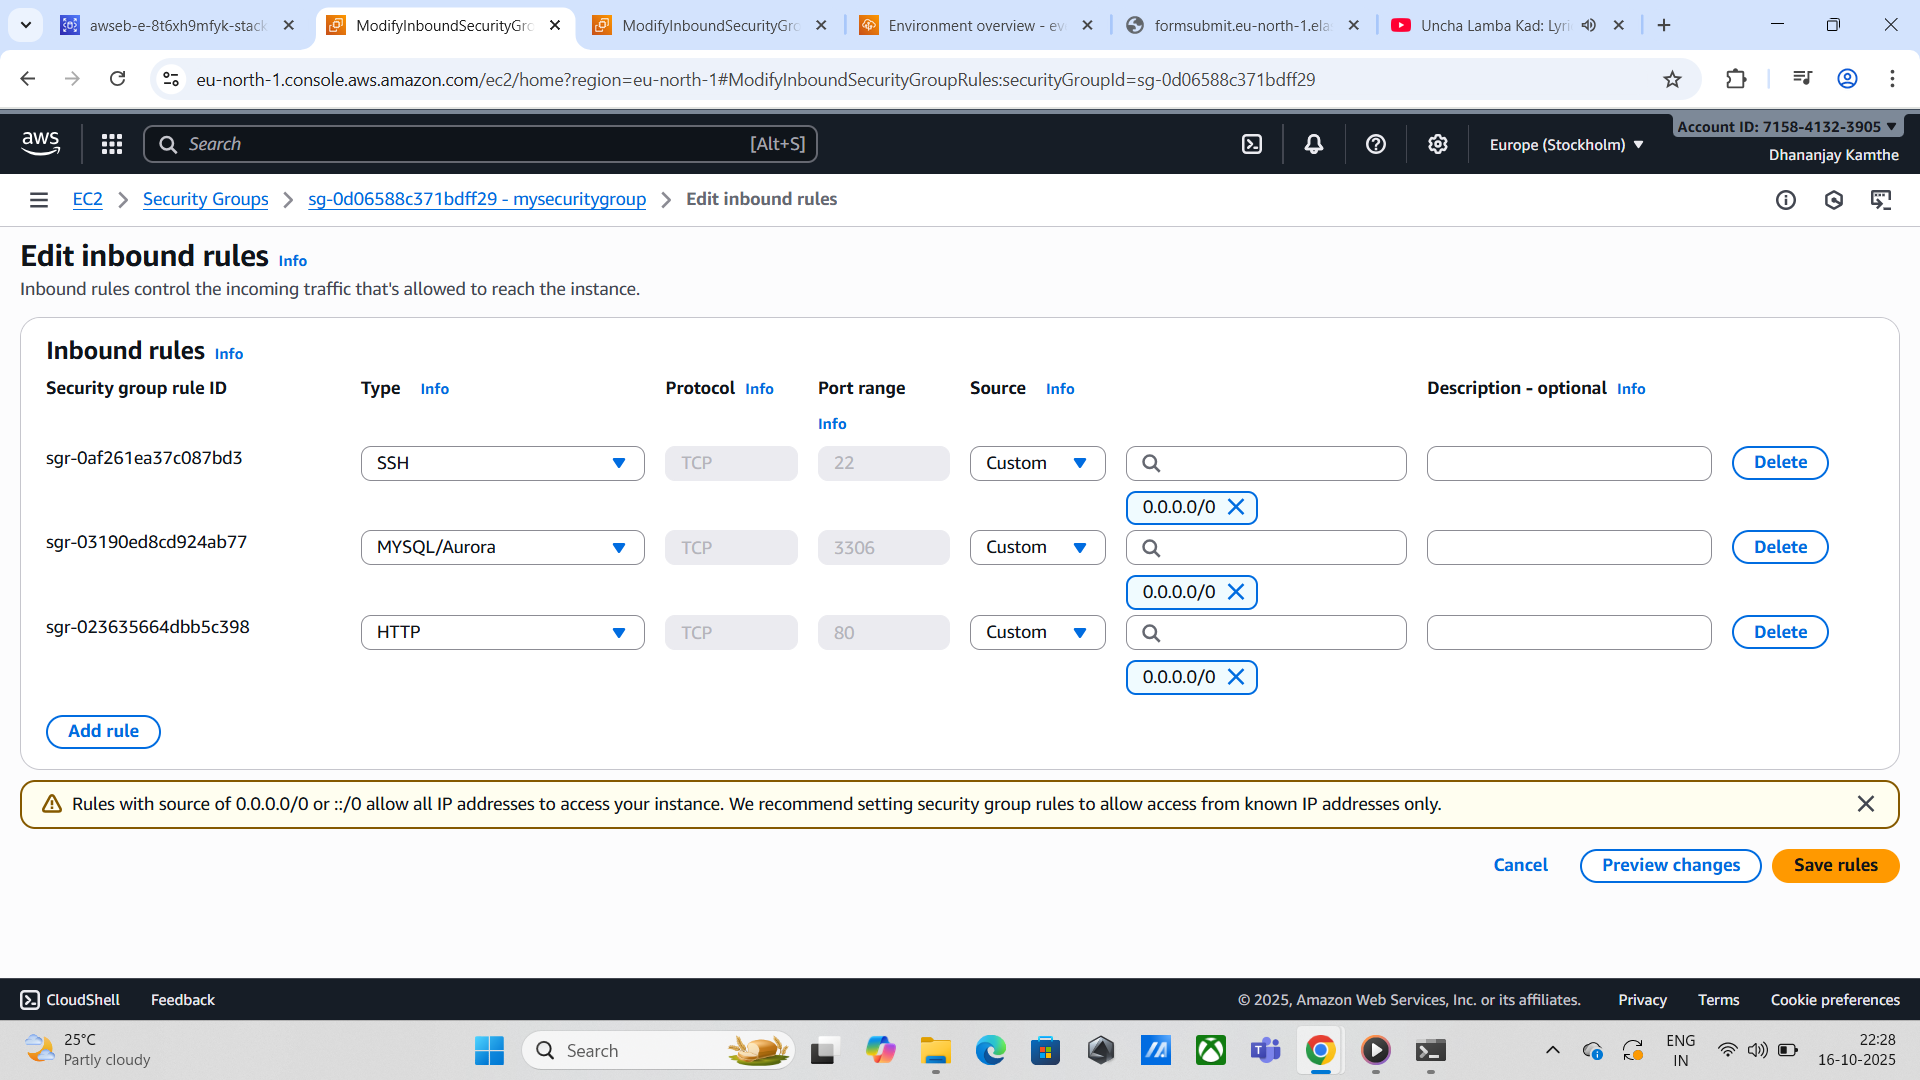 awseb-e-8t6xh9mfyk-stack
ModifyInboundSecurityGro
ModifyInboundSecurityGro
Environment overview - ev
formsubmit.eu-north-1.ela
Uncha Lamba Kad: Lyri
eu-north-1.console.aws.amazon.com/ec2/home?region=eu-north-1#ModifyInboundSecurityGroupRules:securityGroupId=sg-0d06588c371bdff29
aws
Search [Alt+S]
Europe (Stockholm)
Account ID: 7158-4132-3905
Dhananjay Kamthe
EC2 Security Groups sg-0d06588c371bdff29 - mysecuritygroup Edit inbound rules
Edit inbound rules Info
Inbound rules control the incoming traffic that's allowed to reach the instance.
Inbound rules Info
Security group rule ID Type Info Protocol Info Port range Info Source Info Description - optional Info
sgr-0af261ea37c087bd3 SSH TCP 22 Custom Delete
0.0.0.0/0
sgr-03190ed8cd924ab77 MYSQL/Aurora TCP 3306 Custom Delete
0.0.0.0/0
sgr-023635664dbb5c398 HTTP TCP 80 Custom Delete
0.0.0.0/0
Add rule
Rules with source of 0.0.0.0/0 or ::/0 allow all IP addresses to access your instance. We recommend setting security group rules to allow access from known IP addresses only.
Cancel Preview changes Save rules
CloudShell Feedback © 2025, Amazon Web Services, Inc. or its affiliates. Privacy Terms Cookie preferences
25°C
Partly cloudy
Search
ENG
IN
22:28
16-10-2025